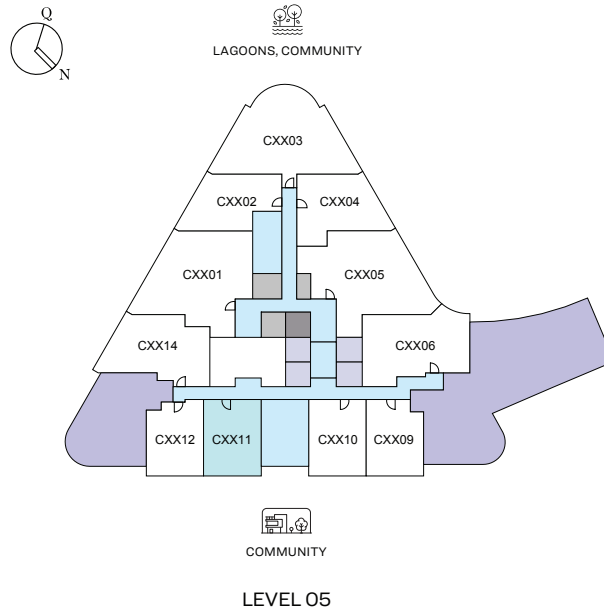 Q
N
LAGOONS, COMMUNITY
CXX03
CXX02
CXX04
CXX01
CXX05
CXX14
CXX06
CXX12
CXX11
CXX10
CXX09
COMMUNITY
LEVEL 05